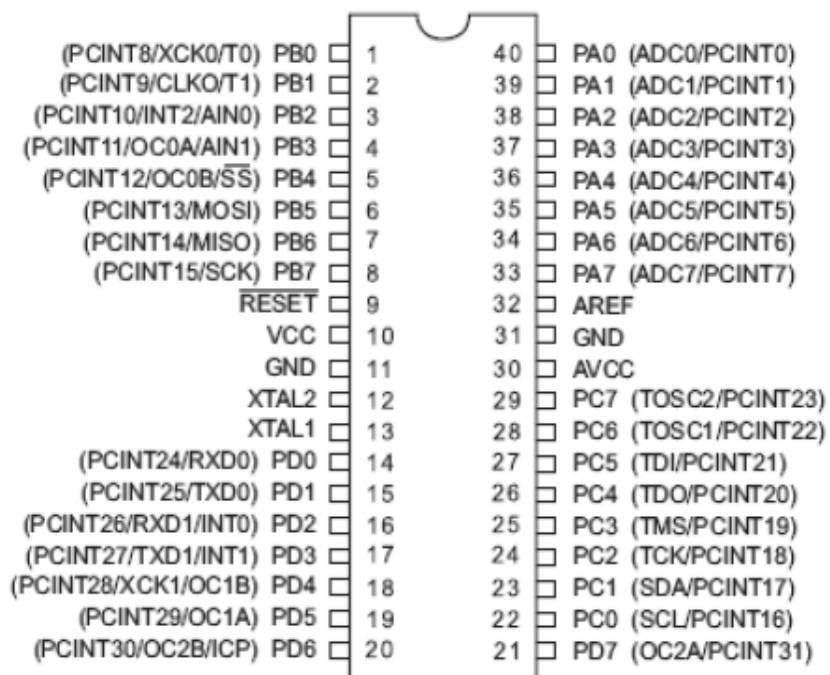 (PCINT8/XCK0/T0) PB0 1 40 PA0 (ADC0/PCINT0)
(PCINT9/CLKO/T1) PB1 2 39 PA1 (ADC1/PCINT1)
(PCINT10/INT2/AIN0) PB2 3 38 PA2 (ADC2/PCINT2)
(PCINT11/OC0A/AIN1) PB3 4 37 PA3 (ADC3/PCINT3)
(PCINT12/OC0B/S̅S̅) PB4 5 36 PA4 (ADC4/PCINT4)
(PCINT13/MOSI) PB5 6 35 PA5 (ADC5/PCINT5)
(PCINT14/MISO) PB6 7 34 PA6 (ADC6/PCINT6)
(PCINT15/SCK) PB7 8 33 PA7 (ADC7/PCINT7)
R̅E̅S̅E̅T̅ 9 32 AREF
VCC 10 31 GND
GND 11 30 AVCC
XTAL2 12 29 PC7 (TOSC2/PCINT23)
XTAL1 13 28 PC6 (TOSC1/PCINT22)
(PCINT24/RXD0) PD0 14 27 PC5 (TDI/PCINT21)
(PCINT25/TXD0) PD1 15 26 PC4 (TDO/PCINT20)
(PCINT26/RXD1/INT0) PD2 16 25 PC3 (TMS/PCINT19)
(PCINT27/TXD1/INT1) PD3 17 24 PC2 (TCK/PCINT18)
(PCINT28/XCK1/OC1B) PD4 18 23 PC1 (SDA/PCINT17)
(PCINT29/OC1A) PD5 19 22 PC0 (SCL/PCINT16)
(PCINT30/OC2B/ICP) PD6 20 21 PD7 (OC2A/PCINT31)